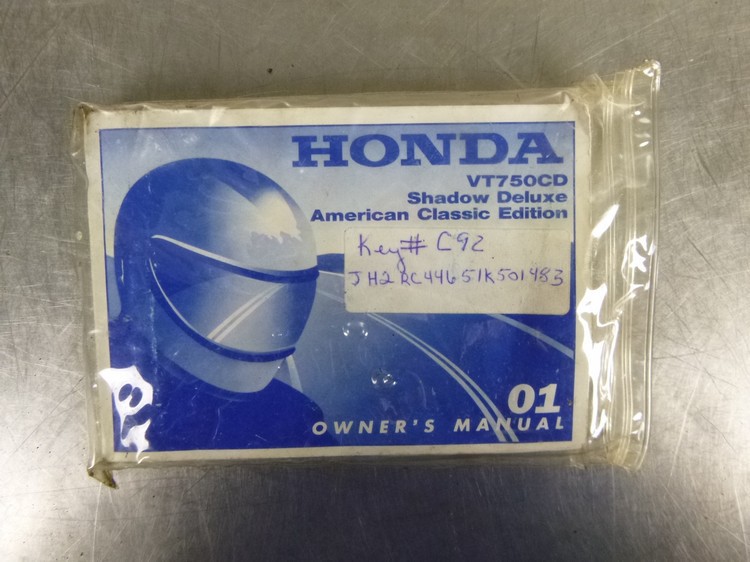 HONDA
VT750CD
Shadow Deluxe
American Classic Edition
Key# C92
JH2RC44651K501483
01
OWNER'S MANUAL